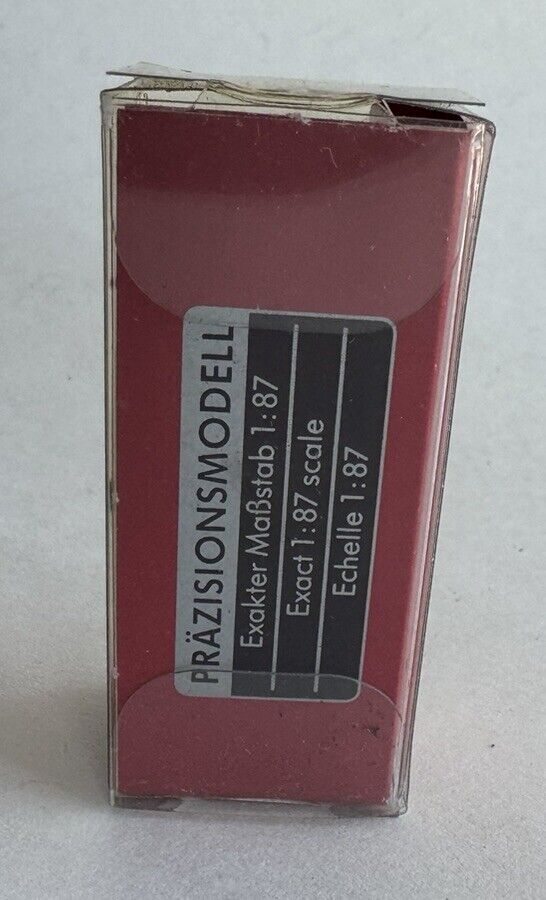 PRÄZISIONSMODELL
Exakter Maßstab 1:87
Exact 1:87 scale
Echelle 1:87